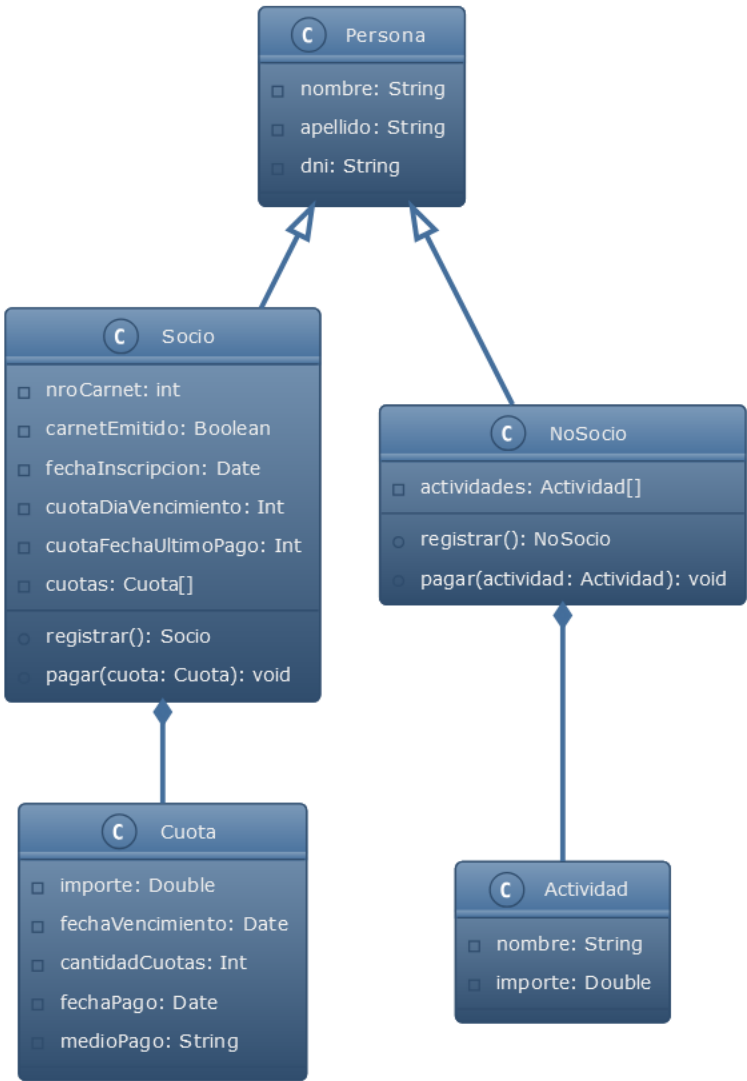 C Persona
nombre: String
apellido: String
dni: String
C Socio
nroCarnet: int
carnetEmitido: Boolean
fechaInscripcion: Date
cuotaDiaVencimiento: Int
cuotaFechaUltimoPago: Int
cuotas: Cuota[]
registrar(): Socio
pagar(cuota: Cuota): void
C NoSocio
actividades: Actividad[]
registrar(): NoSocio
pagar(actividad: Actividad): void
C Cuota
importe: Double
fechaVencimiento: Date
cantidadCuotas: Int
fechaPago: Date
medioPago: String
C Actividad
nombre: String
importe: Double